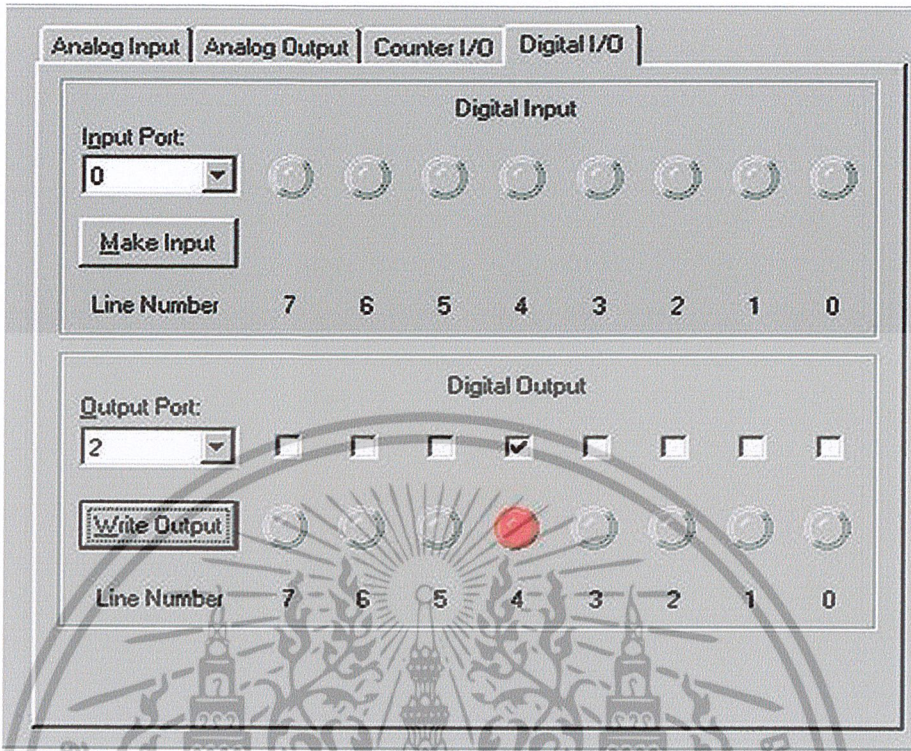 Analog Input Analog Output Counter I/O Digital I/O
Digital Input
Input Port:
0
Make Input
Line Number 7 6 5 4 3 2 1 0
Digital Output
Output Port:
2
Write Output
Line Number 7 6 5 4 3 2 1 0